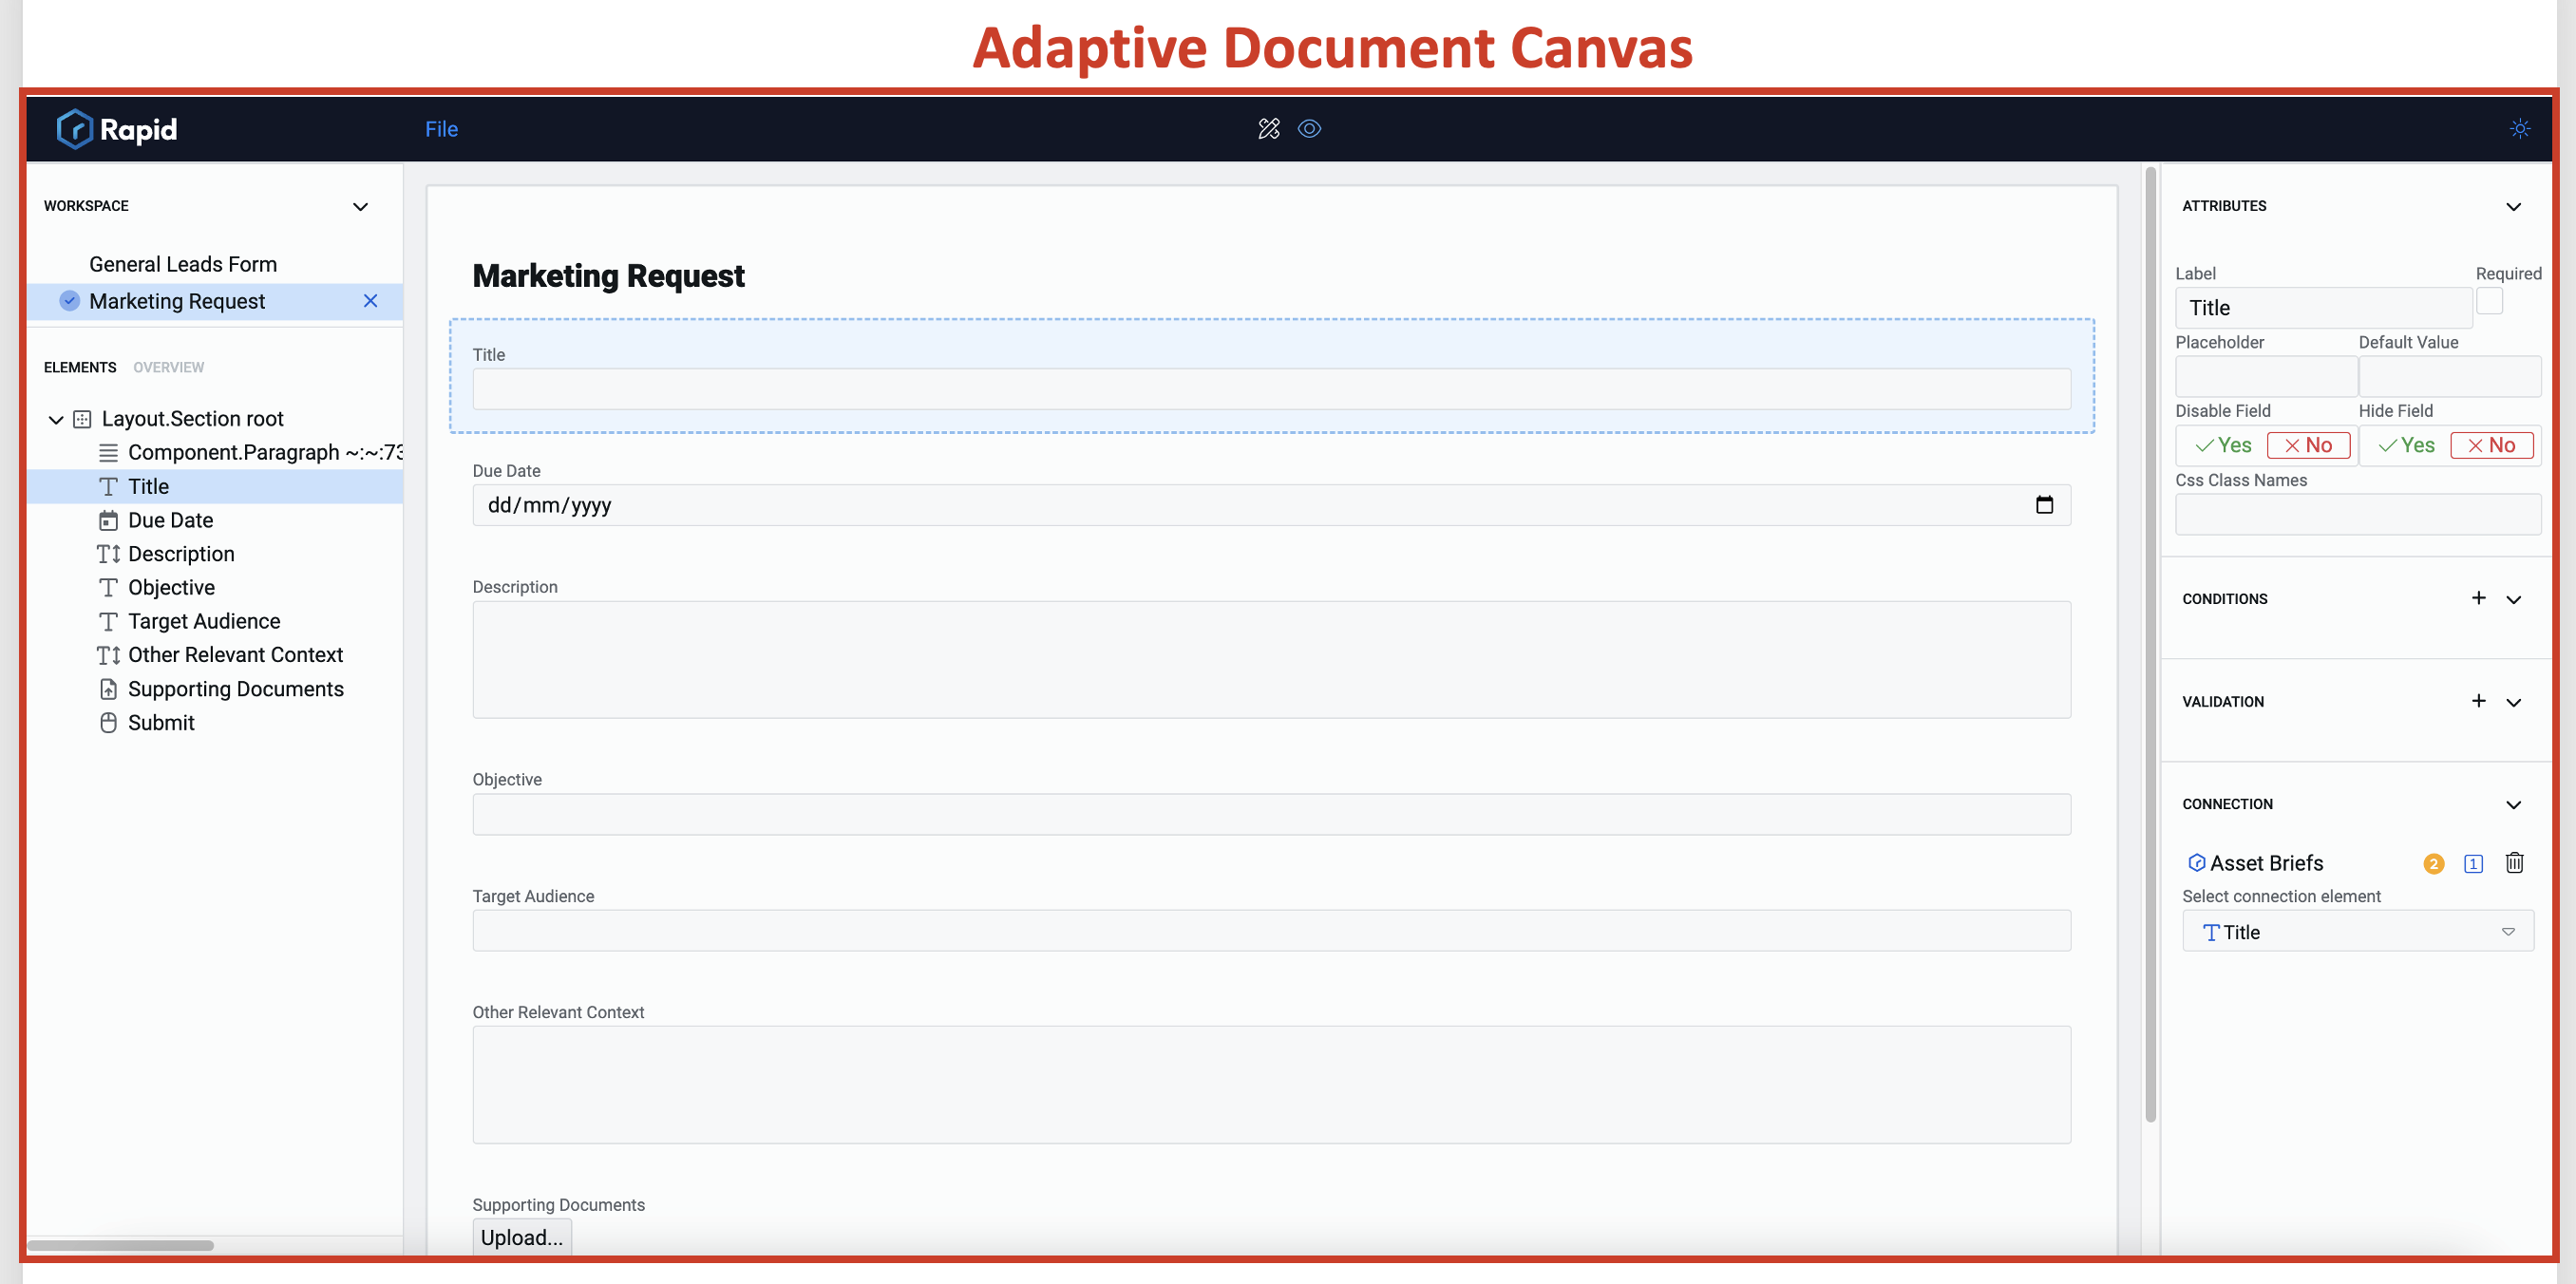 Adaptive Document Canvas
Rapid
File
WORKSPACE
General Leads Form
Marketing Request
ELEMENTS OVERVIEW
Layout.Section root
Component.Paragraph ~:~:73
Title
Due Date
Description
Objective
Target Audience
Other Relevant Context
Supporting Documents
Submit
Marketing Request
Title
Due Date
dd/mm/yyyy
Description
Objective
Target Audience
Other Relevant Context
Supporting Documents
Upload...
ATTRIBUTES
Label Required
Title
Placeholder Default Value
Disable Field Hide Field
Yes No Yes No
Css Class Names
CONDITIONS
VALIDATION
CONNECTION
Asset Briefs 2 1
Select connection element
Title